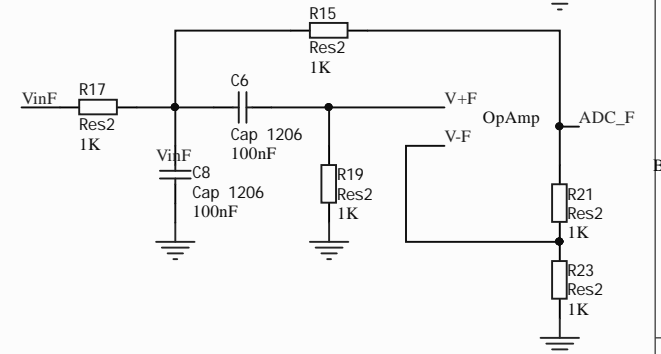 R15
Res2
1K
R17
VinF
Res2
1K
C6
Cap 1206
100nF
V+F
OpAmp
ADC_F
V-F
VinF
C8
Cap 1206
100nF
R19
Res2
1K
R21
Res2
1K
R23
Res2
1K